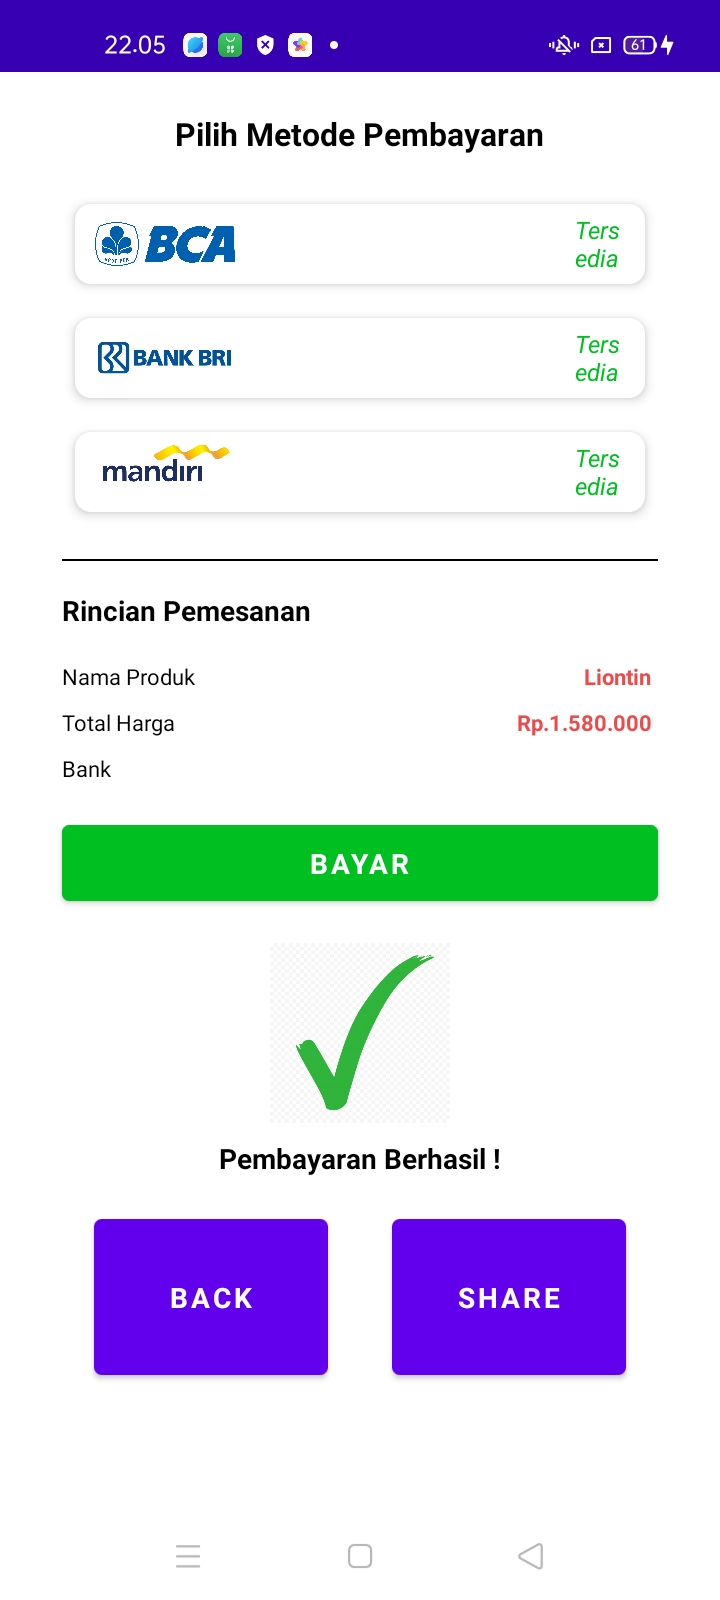 22.05
61
Pilih Metode Pembayaran
BCA
Ters
edia
BANK BRI
Ters
edia
mandiri
Ters
edia
Rincian Pemesanan
Nama Produk Liontin
Total Harga Rp.1.580.000
Bank
BAYAR
Pembayaran Berhasil !
BACK SHARE